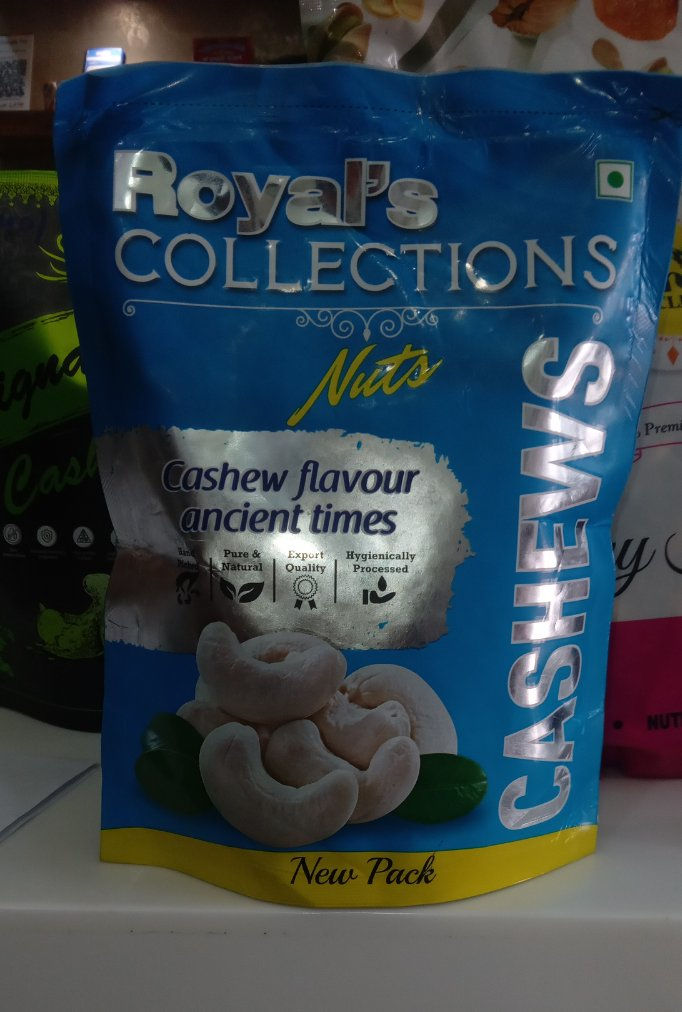 Royal's
COLLECTIONS
Nuts
CASHEWS
Cashew flavour
ancient times
Pure &
Natural
Export
Quality
Hygienically
Processed
New Pack